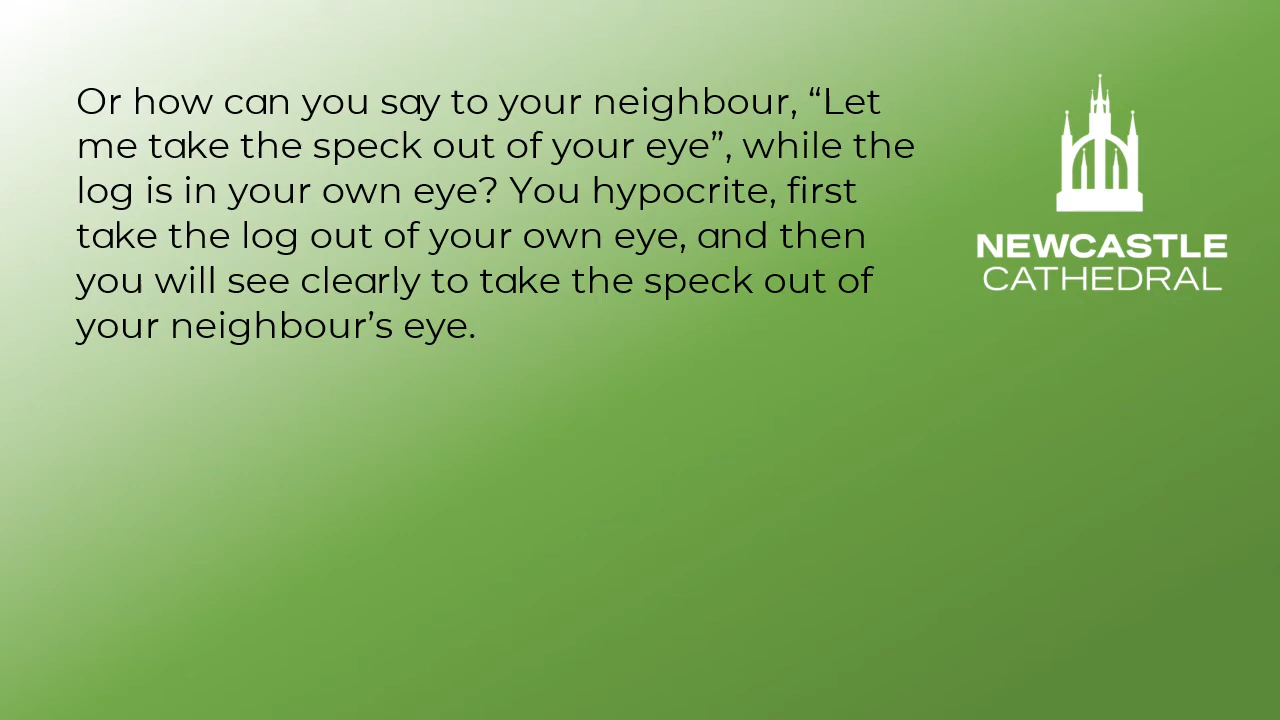 Or how can you say to your neighbour, “Let
me take the speck out of your eye”, while the
log is in your own eye? You hypocrite, first
take the log out of your own eye, and then
you will see clearly to take the speck out of
your neighbour’s eye.
NEWCASTLE
CATHEDRAL